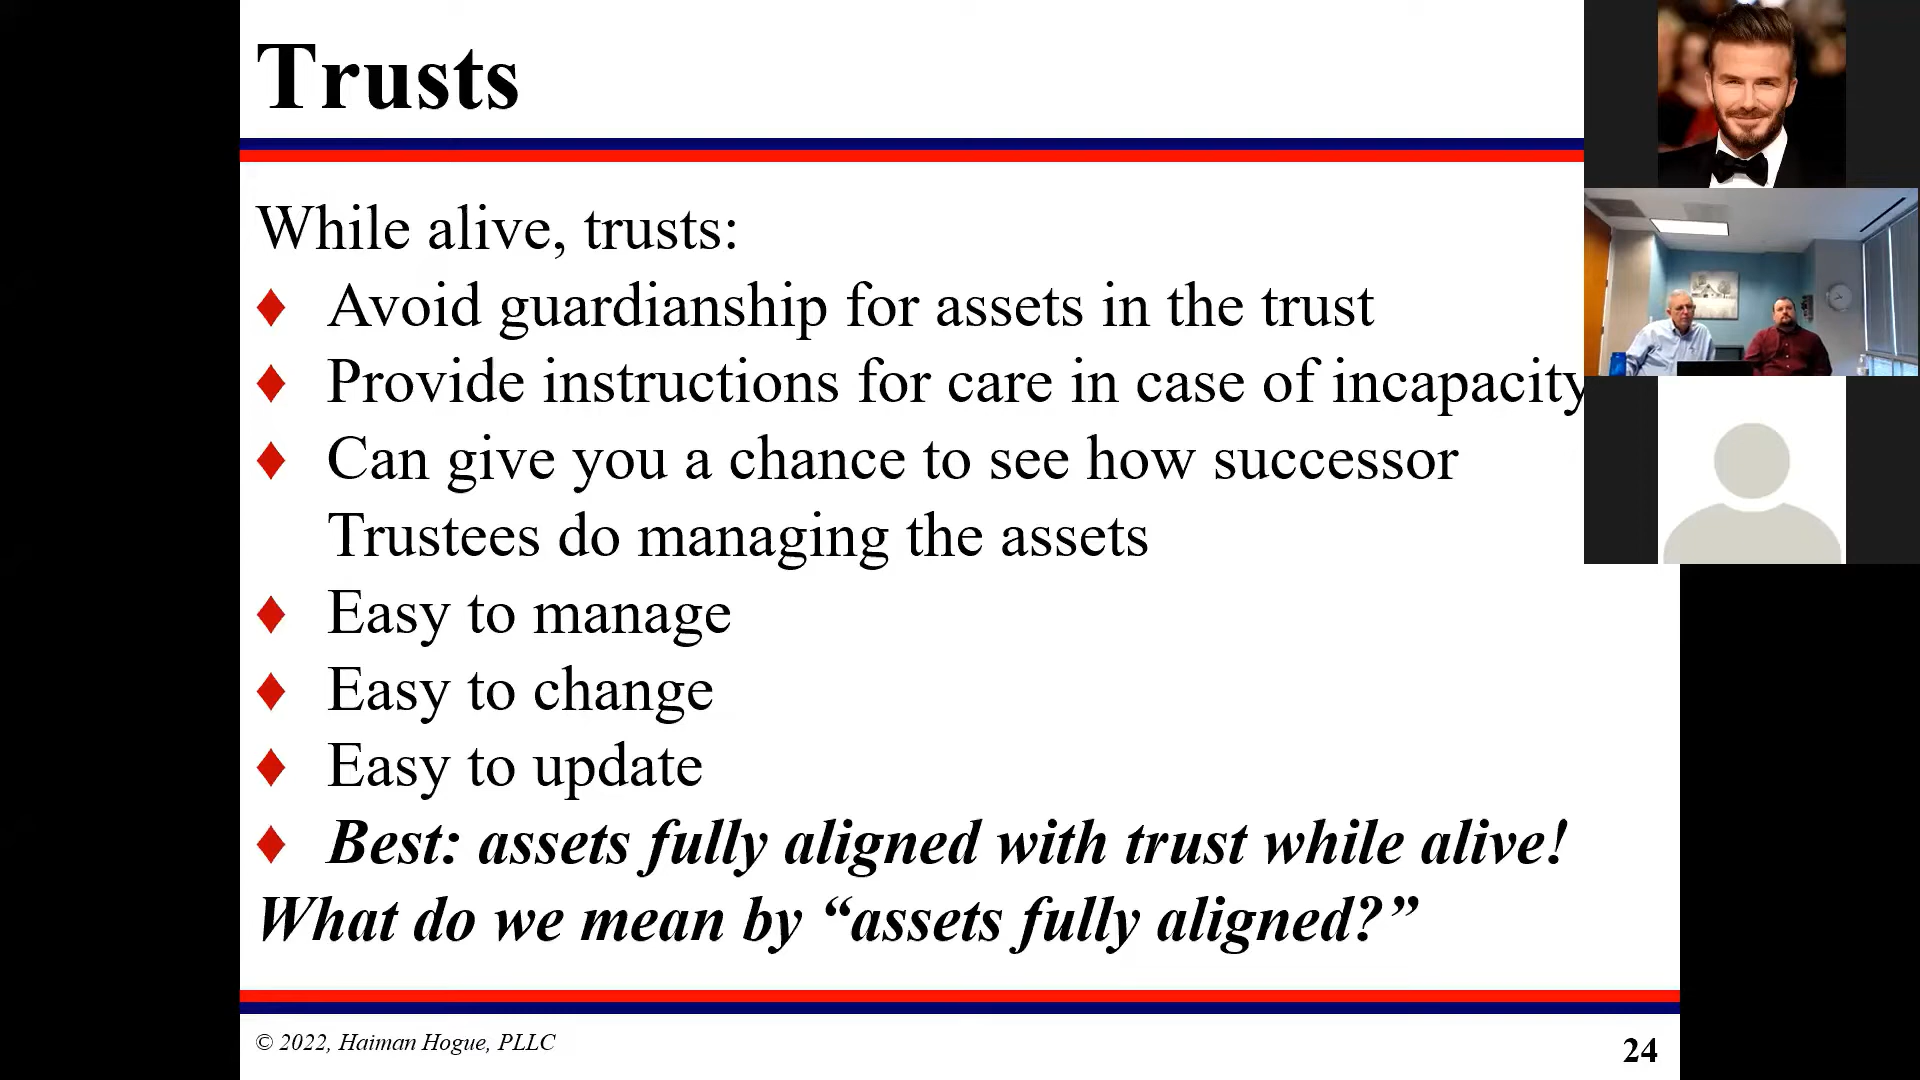 Trusts
While alive, trusts:
♦ Avoid guardianship for assets in the trust
♦ Provide instructions for care in case of incapacity
♦ Can give you a chance to see how successor
Trustees do managing the assets
♦ Easy to manage
♦ Easy to change
♦ Easy to update
♦ Best: assets fully aligned with trust while alive!
What do we mean by “assets fully aligned?”
© 2022, Haiman Hogue, PLLC
24